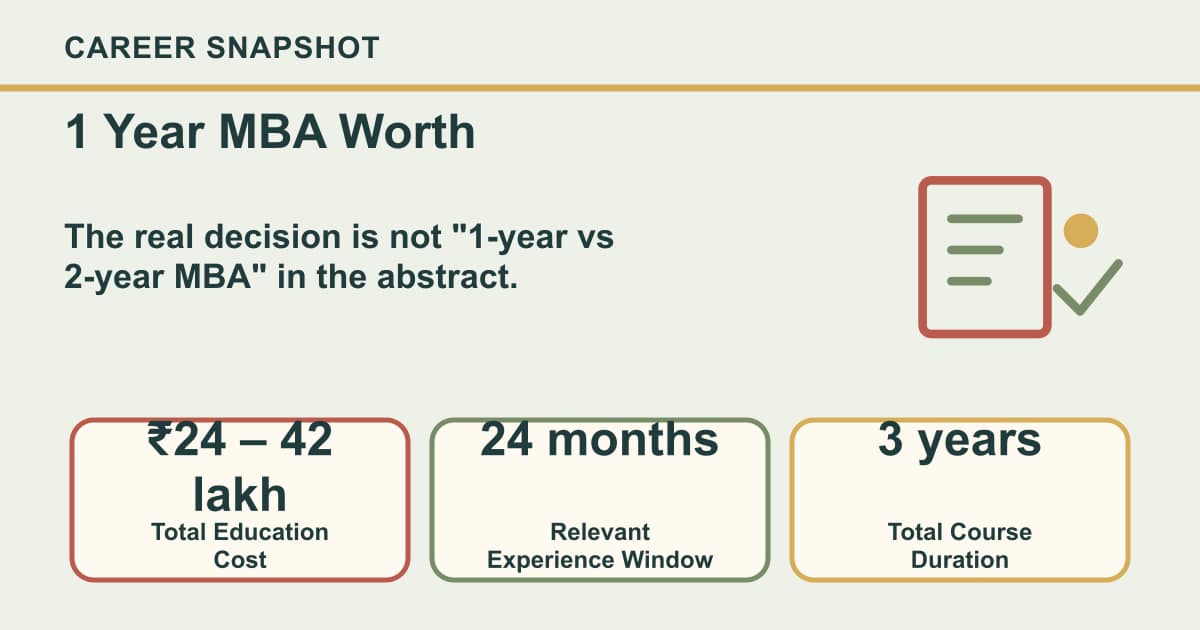 CAREER SNAPSHOT
1 Year MBA Worth
The real decision is not "1-year vs
2-year MBA" in the abstract.
₹24 – 42
lakh
Total Education
Cost
24 months
Relevant
Experience Window
3 years
Total Course
Duration